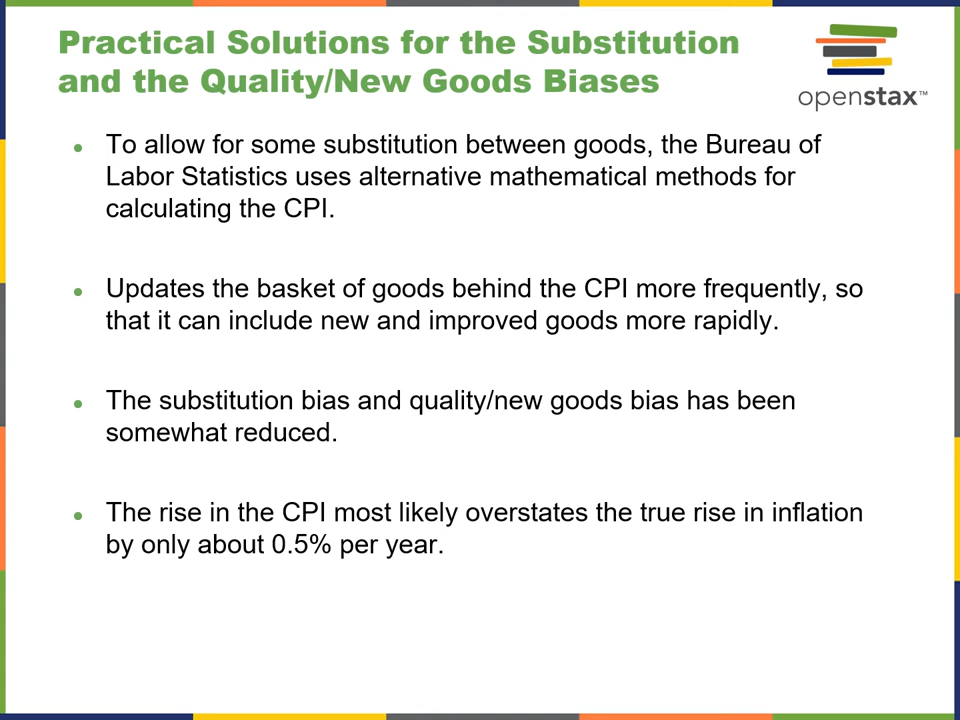 Practical Solutions for the Substitution
and the Quality/New Goods Biases
openstax™
● To allow for some substitution between goods, the Bureau of
Labor Statistics uses alternative mathematical methods for
calculating the CPI.
● Updates the basket of goods behind the CPI more frequently, so
that it can include new and improved goods more rapidly.
● The substitution bias and quality/new goods bias has been
somewhat reduced.
● The rise in the CPI most likely overstates the true rise in inflation
by only about 0.5% per year.